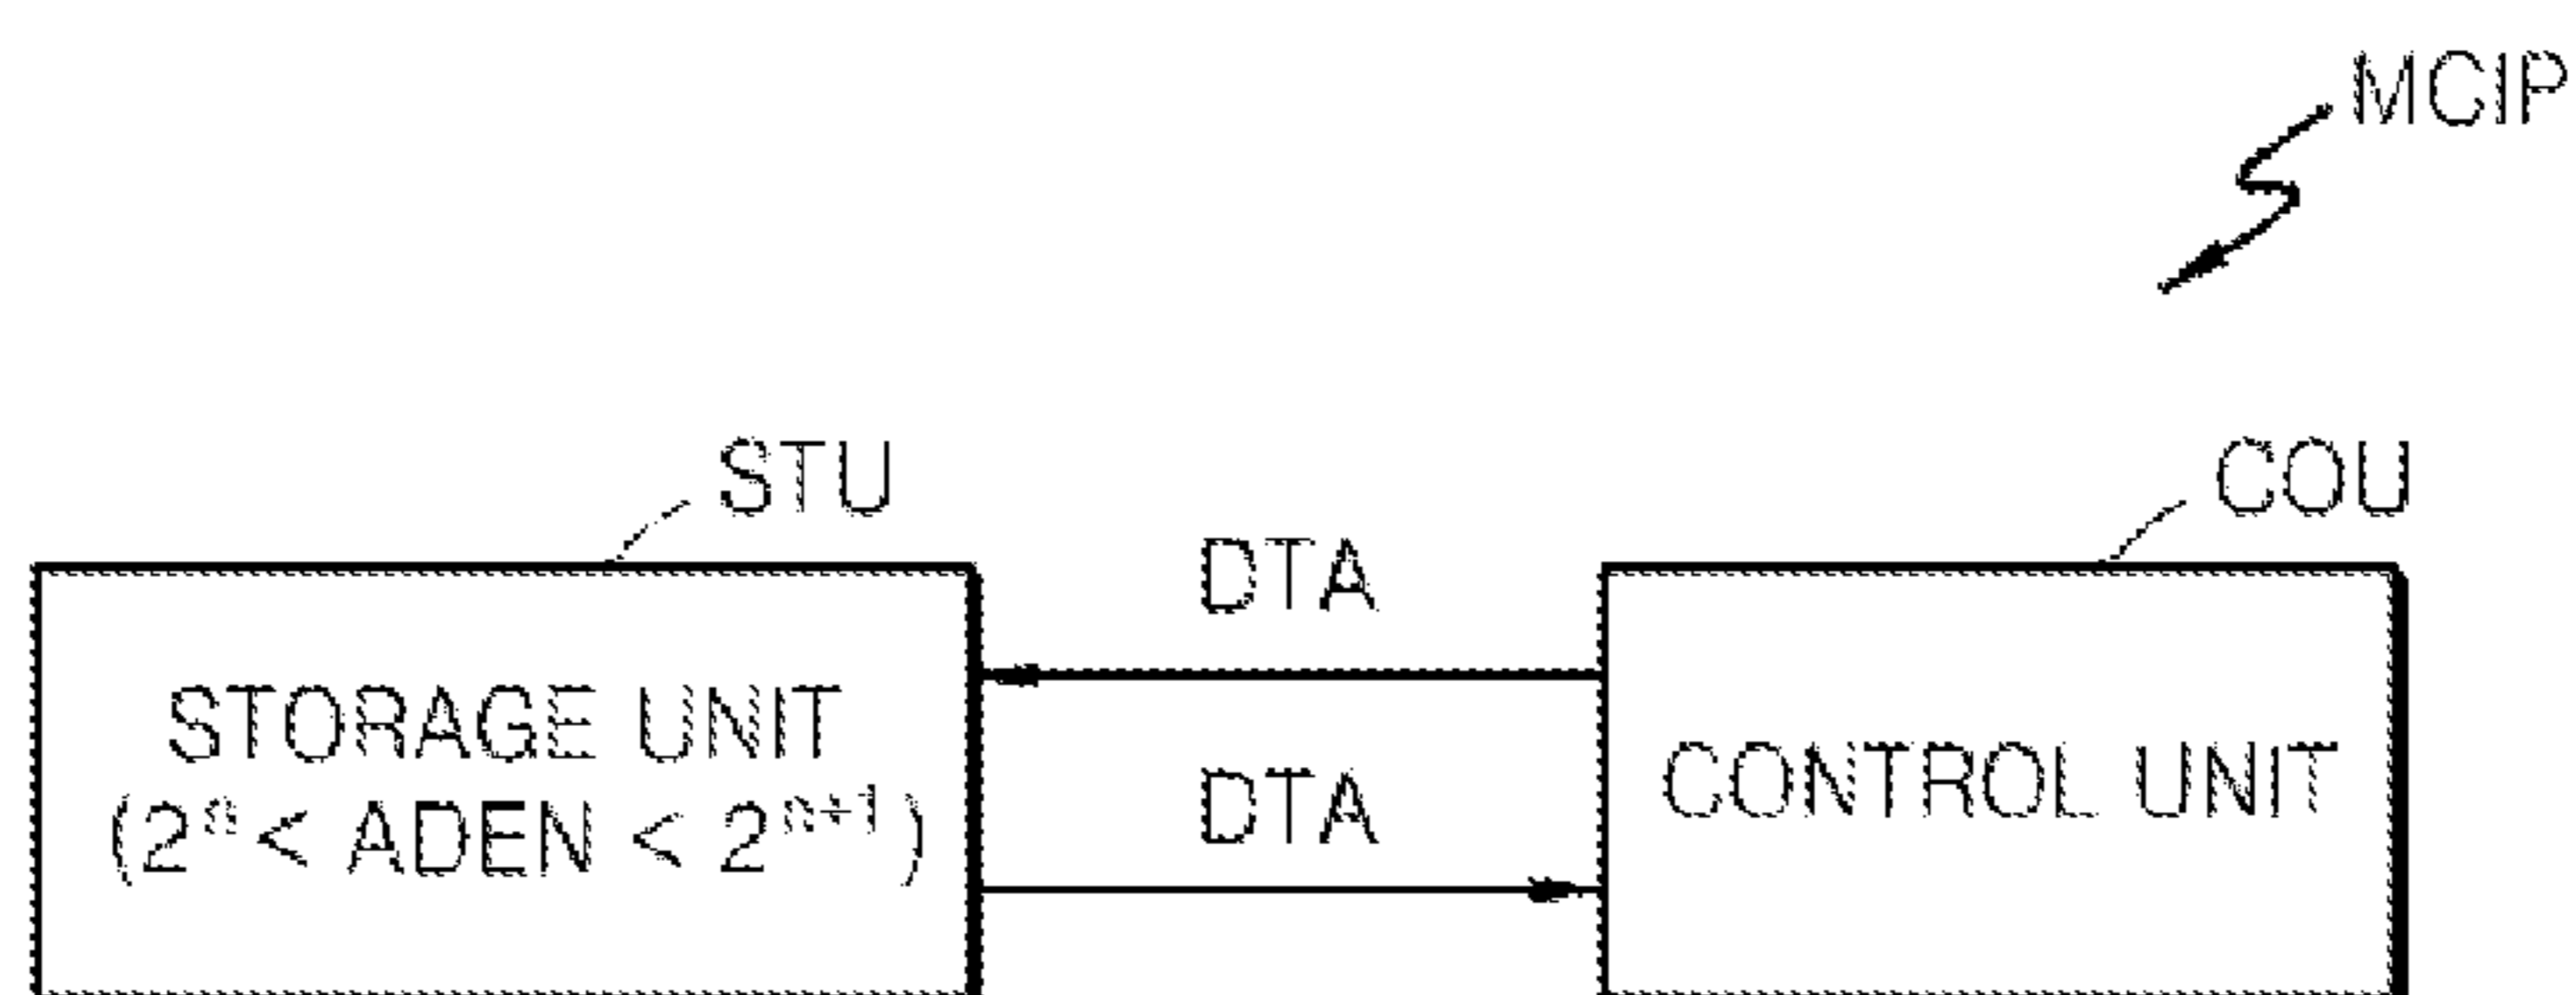 MCIP
STU
COU
DTA
STORAGE UNIT
(2ⁿ < ADEN < 2ⁿ⁺¹)
DTA
CONTROL UNIT